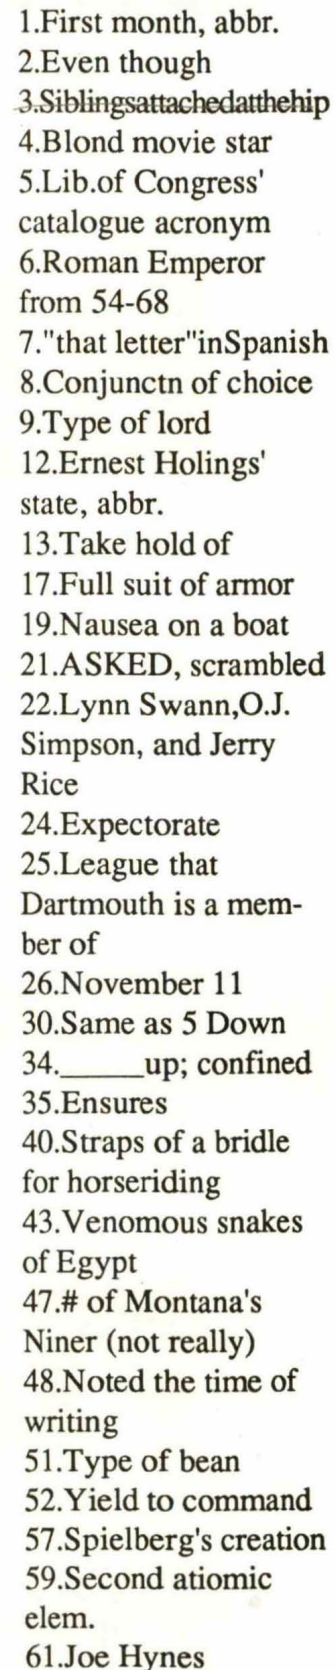 1.First month, abbr.
2.Even though
3.Siblingsattachedatthehip
4.Blond movie star
5.Lib.of Congress'
catalogue acronym
6.Roman Emperor
from 54-68
7."that letter"inSpanish
8.Conjunctn of choice
9.Type of lord
12.Ernest Holings'
state, abbr.
13.Take hold of
17.Full suit of armor
19.Nausea on a boat
21.ASKED, scrambled
22.Lynn Swann,O.J.
Simpson, and Jerry
Rice
24.Expectorate
25.League that
Dartmouth is a mem-
ber of
26.November 11
30.Same as 5 Down
34._____up; confined
35.Ensures
40.Straps of a bridle
for horseriding
43.Venomous snakes
of Egypt
47.# of Montana's
Niner (not really)
48.Noted the time of
writing
51.Type of bean
52.Yield to command
57.Spielberg's creation
59.Second atiomic
elem.
61.Joe Hynes